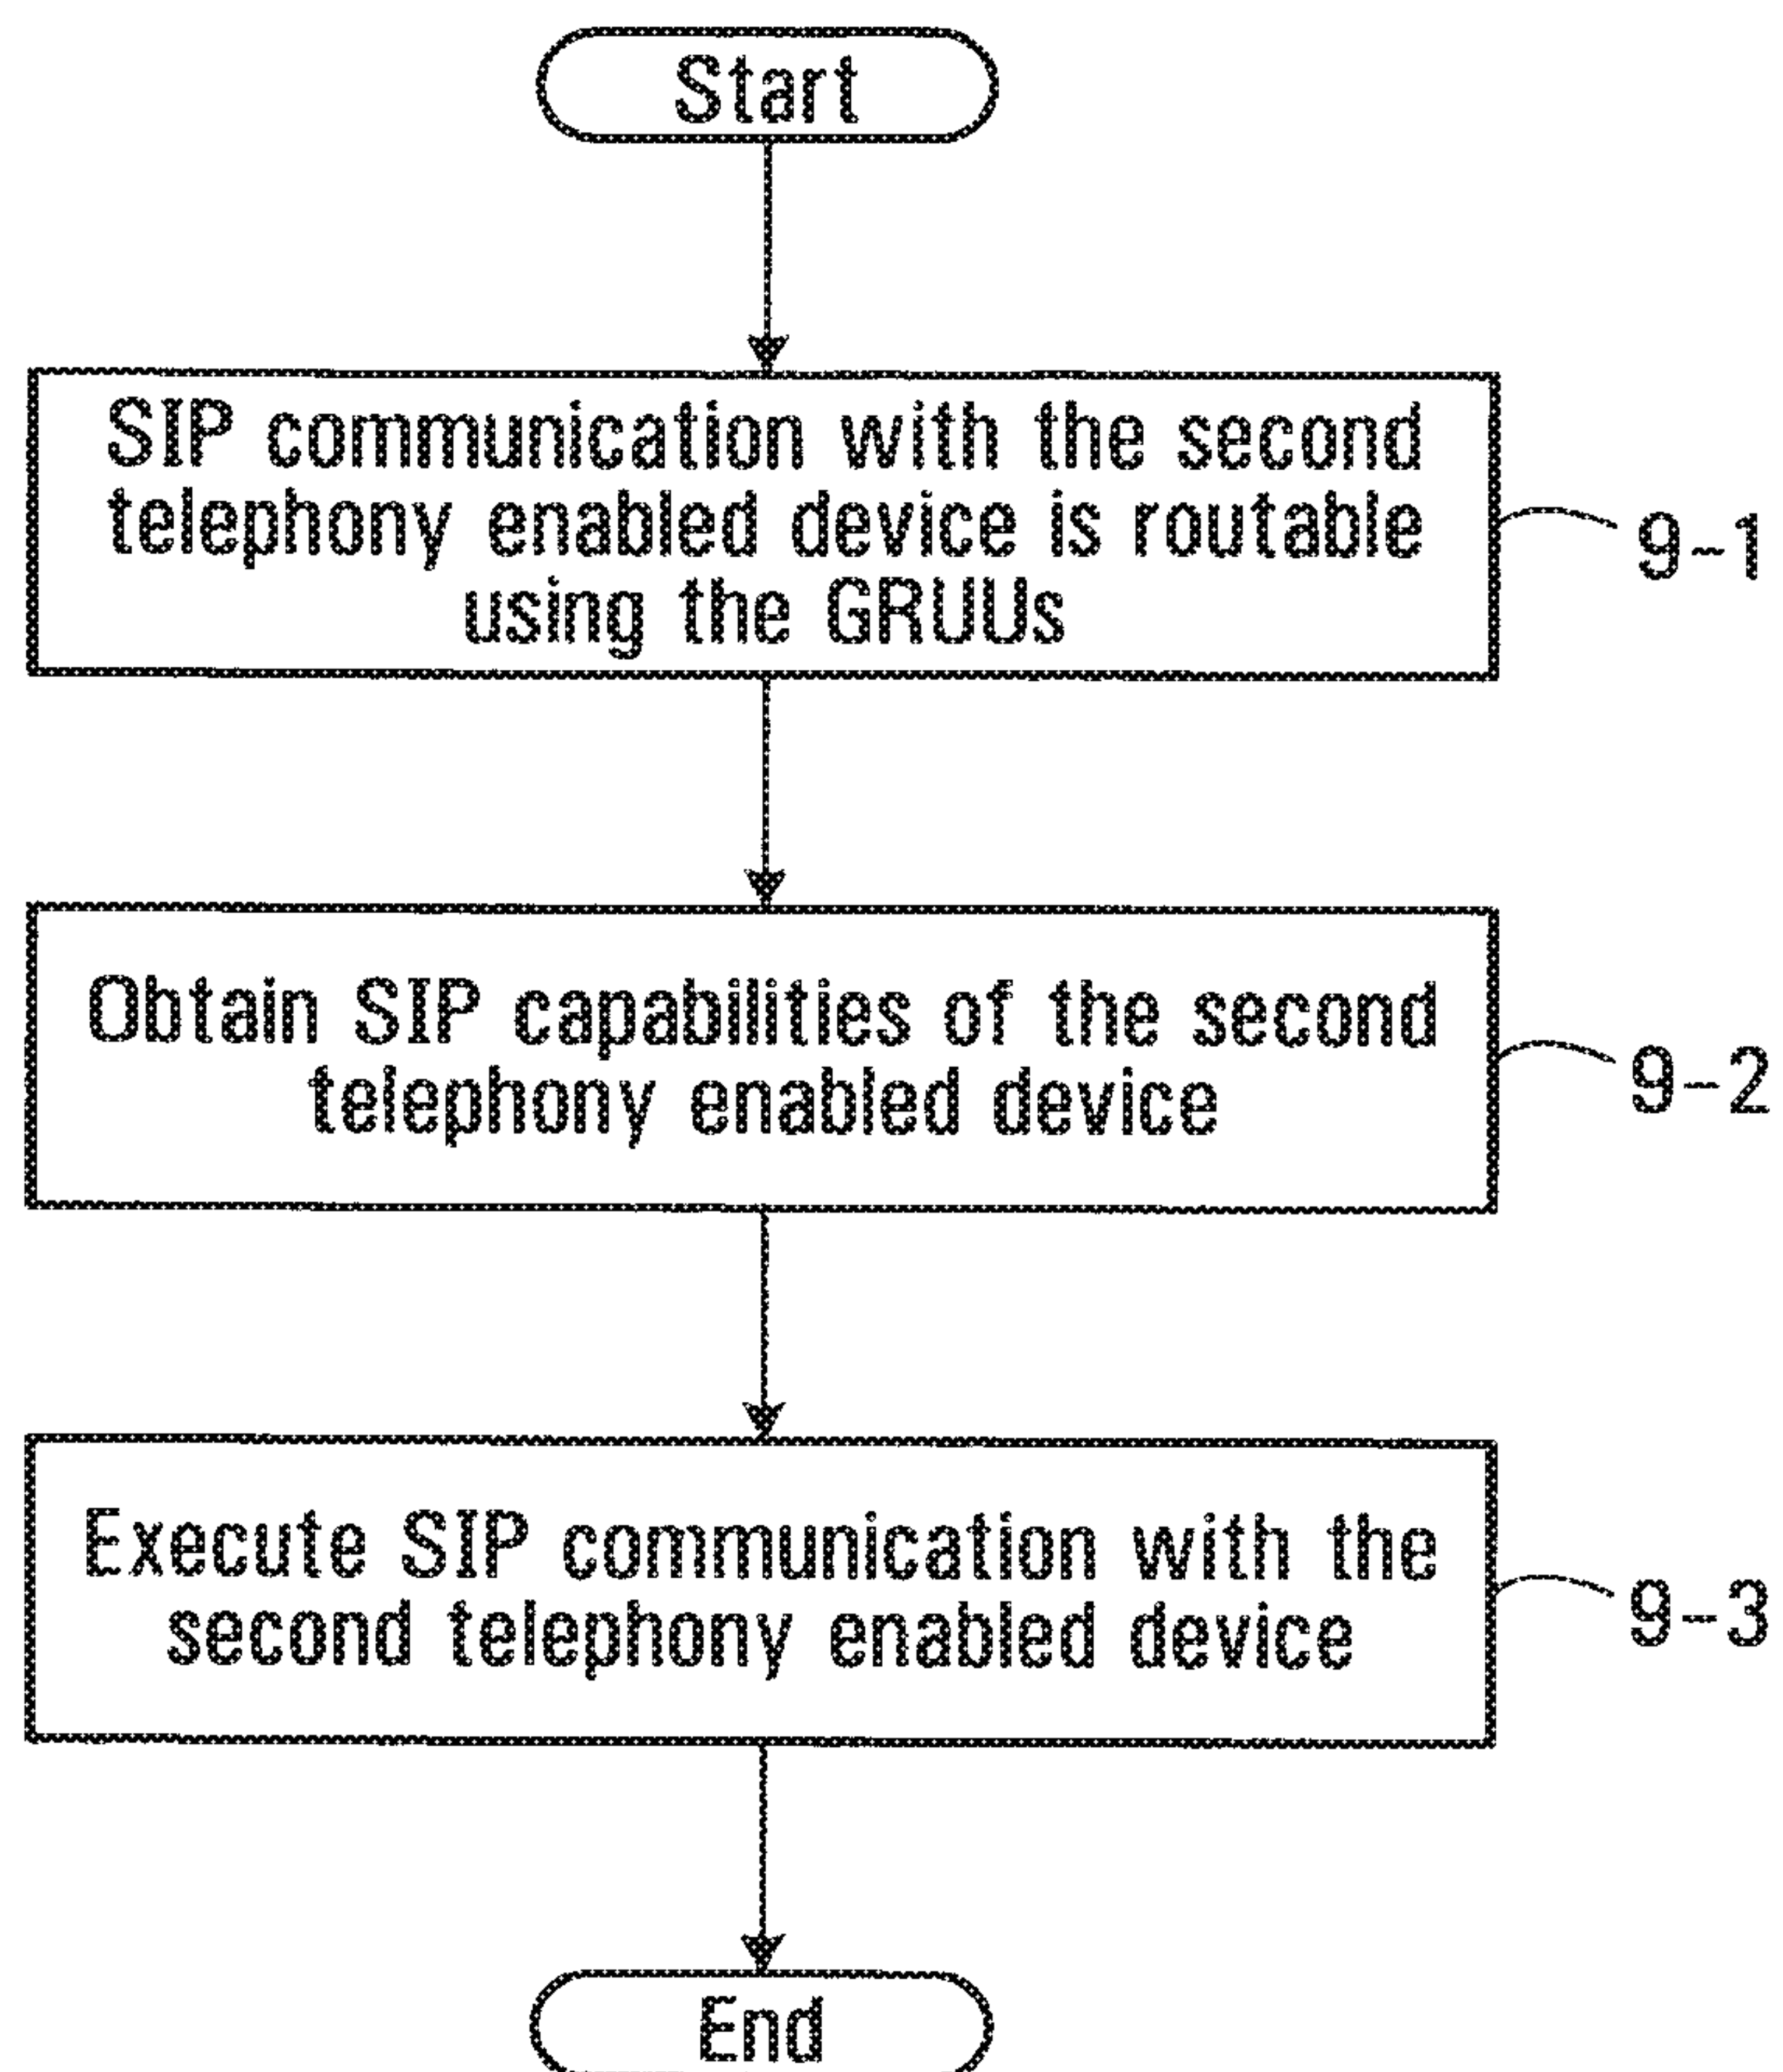 Start
SIP communication with the second
telephony enabled device is routable
using the GRUUs
9-1
Obtain SIP capabilities of the second
telephony enabled device
9-2
Execute SIP communication with the
second telephony enabled device
9-3
End